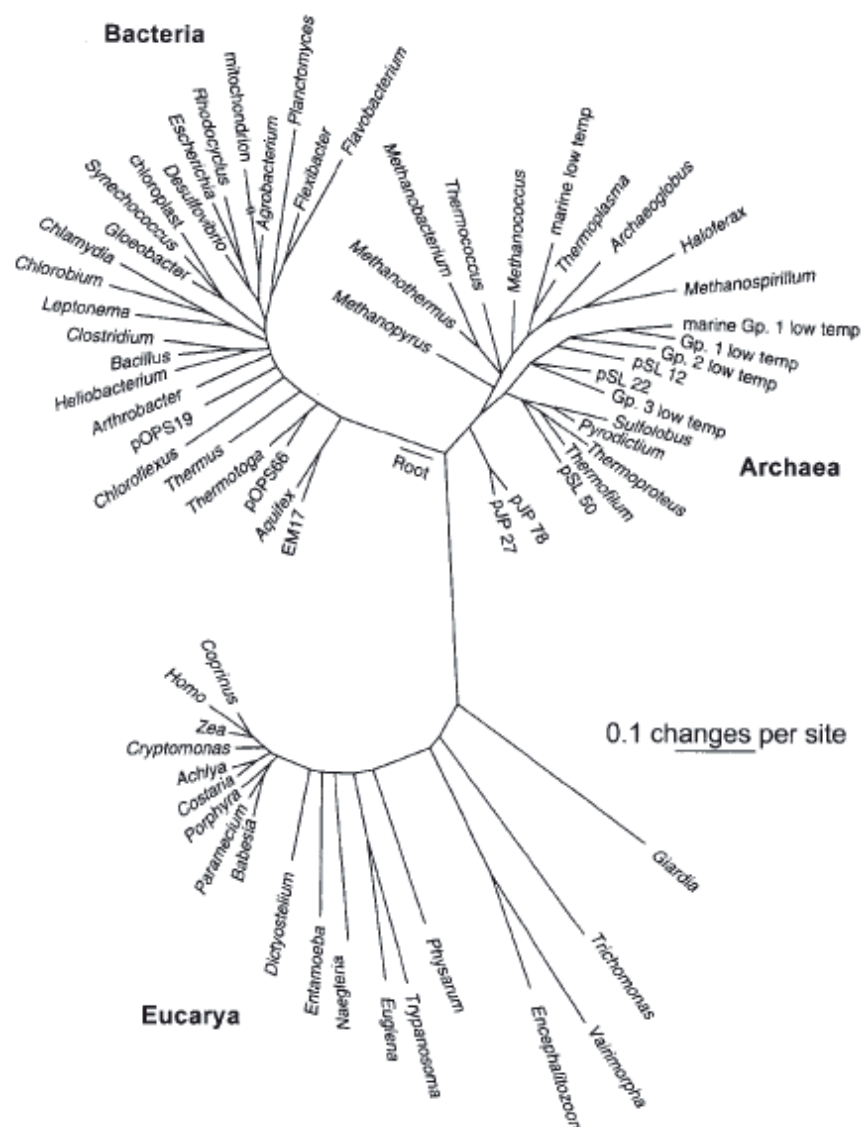 Bacteria
Planctomyces
Flavobacterium
mitochondrion
Rhodocyclus
Escherichia
Desulfovibrio
Agrobacterium
Flexibacter
chloroplast
Synechococcus
Gloeobacter
Chlamydia
Chlorobium
Leptonema
Clostridium
Bacillus
Heliobacterium
Arthrobacter
pOPS19
Chloroflexus
Thermus
Thermotoga
pOPS66
Aquifex
EM17
Root
Methanopyrus
Methanothermus
Methanobacterium
Thermococcus
Methanococcus
marine low temp
Thermoplasma
Archaeoglobus
Haloferax
Methanospirillum
marine Gp. 1 low temp
Gp. 1 low temp
Gp. 2 low temp
pSL 12
pSL 22
Gp. 3 low temp
Sulfolobus
Pyrodictium
Thermoproteus
Thermofilum
pSL 50
pJP 78
pJP 27
Archaea
Coprinus
Homo
Zea
Cryptomonas
Achlya
Costaria
Porphyra
Paramecium
Babesia
Dictyostelium
Entamoeba
Naegleria
Euglena
Trypanosoma
Physarum
Encephalitozoon
Vairimorpha
Trichomonas
Giardia
0.1 changes per site
Eucarya